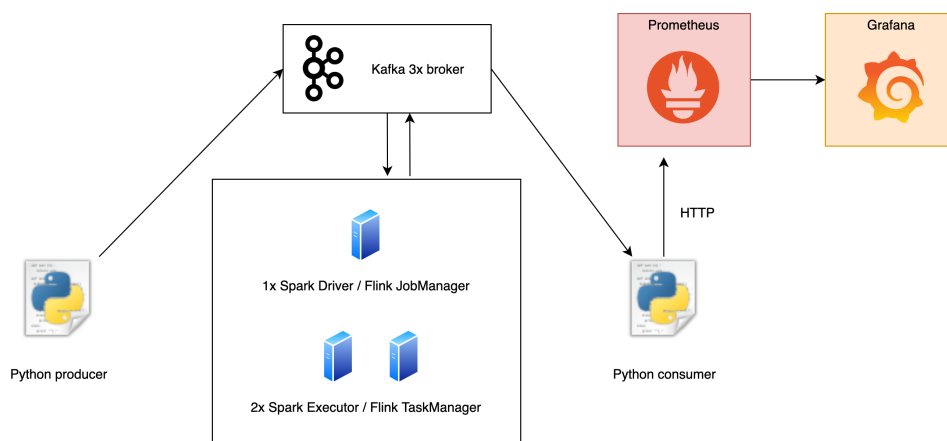 Prometheus
Grafana
Kafka 3x broker
HTTP
1x Spark Driver / Flink JobManager
Python producer
Python consumer
2x Spark Executor / Flink TaskManager